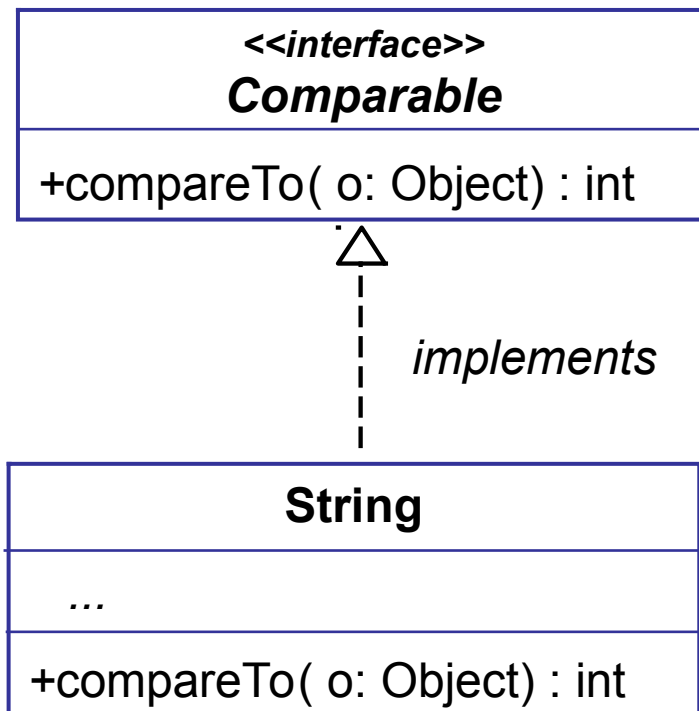 <<interface>>
Comparable
+compareTo( o: Object) : int
implements
String
...
+compareTo( o: Object) : int